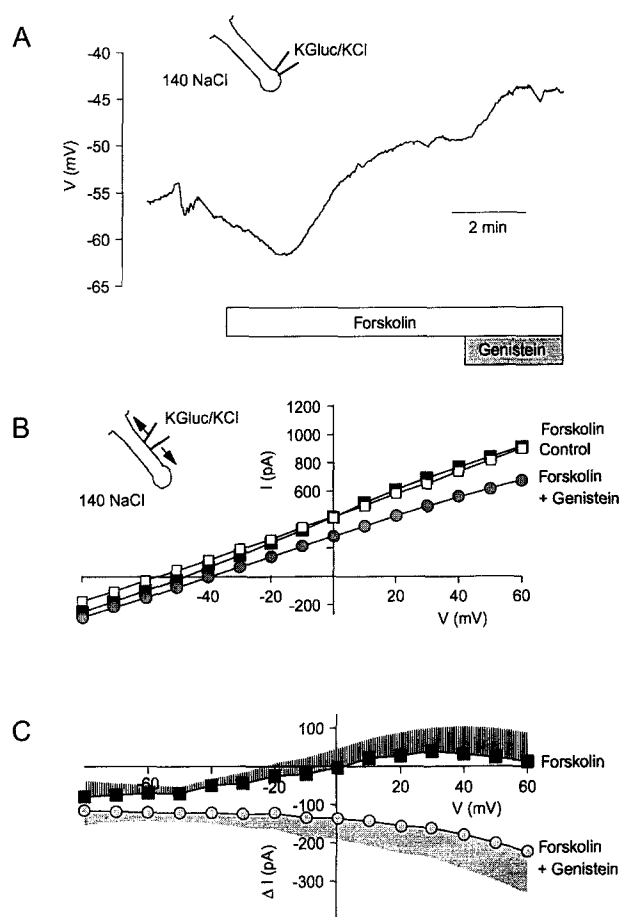 A
KGluc/KCl
140 NaCl
-40
-45
-50
-55
-60
-65
V (mV)
2 min
Forskolin
Genistein
B
KGluc/KCl
140 NaCl
1200
1000
800
600
-200
I (pA)
-60
-40
-20
20
40
60
V (mV)
Forskolin
Control
Forskolin
+ Genistein
C
100
-100
-200
-300
Δ I (pA)
-60
-40
-20
20
40
60
V (mV)
Forskolin
Forskolin
+ Genistein